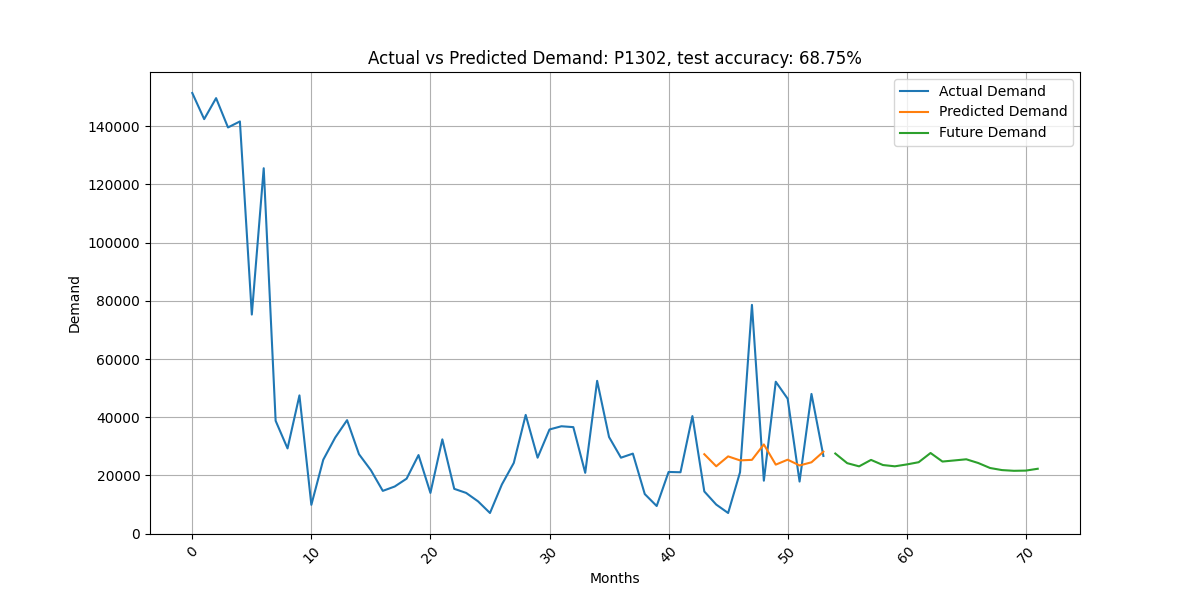 Actual vs Predicted Demand: P1302, test accuracy: 68.75%
Actual Demand
Predicted Demand
Future Demand
140000
120000
100000
80000
60000
40000
20000
0
Demand
0 10 20 30 40 50 60 70
Months